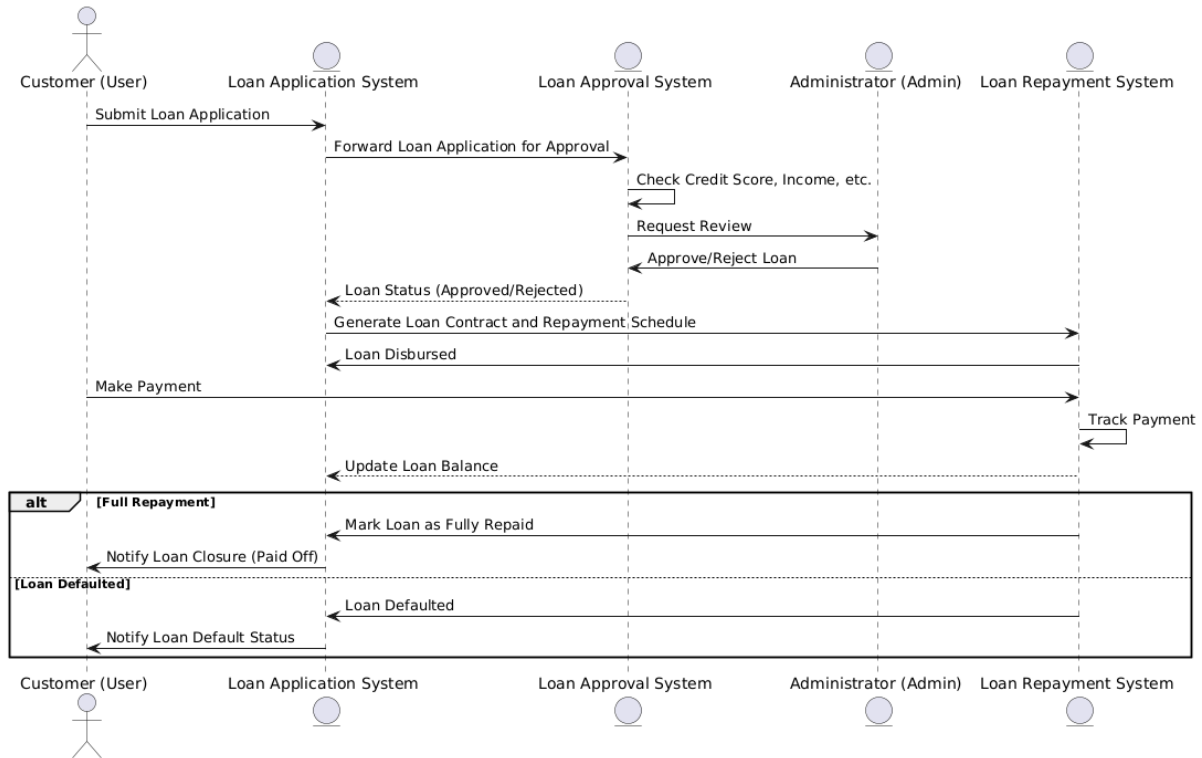 Customer (User)
Loan Application System
Loan Approval System
Administrator (Admin)
Loan Repayment System
Submit Loan Application
Forward Loan Application for Approval
Check Credit Score, Income, etc.
Request Review
Approve/Reject Loan
Loan Status (Approved/Rejected)
Generate Loan Contract and Repayment Schedule
Loan Disbursed
Make Payment
Track Payment
Update Loan Balance
alt [Full Repayment]
Mark Loan as Fully Repaid
Notify Loan Closure (Paid Off)
[Loan Defaulted]
Loan Defaulted
Notify Loan Default Status
Customer (User)
Loan Application System
Loan Approval System
Administrator (Admin)
Loan Repayment System